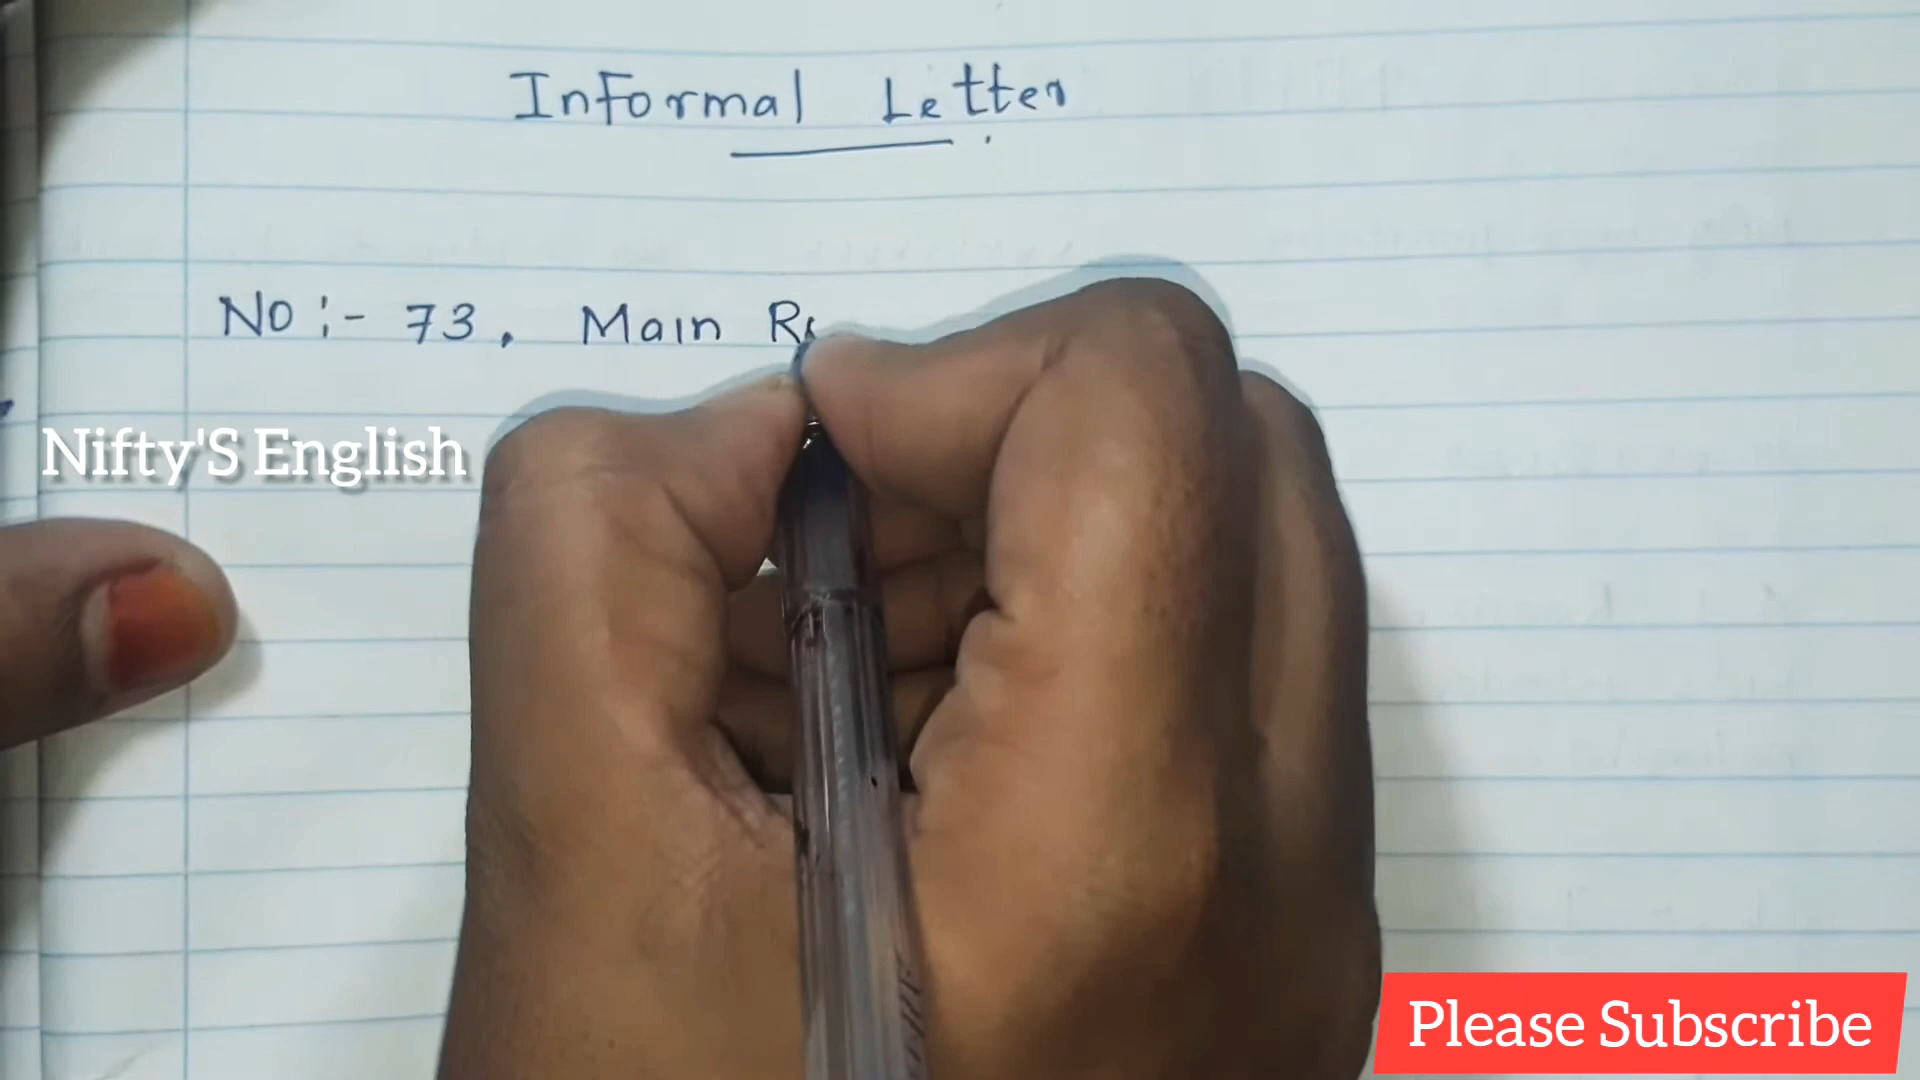 Informal Letter
No :- 73, Main
Nifty'S English
Please Subscribe